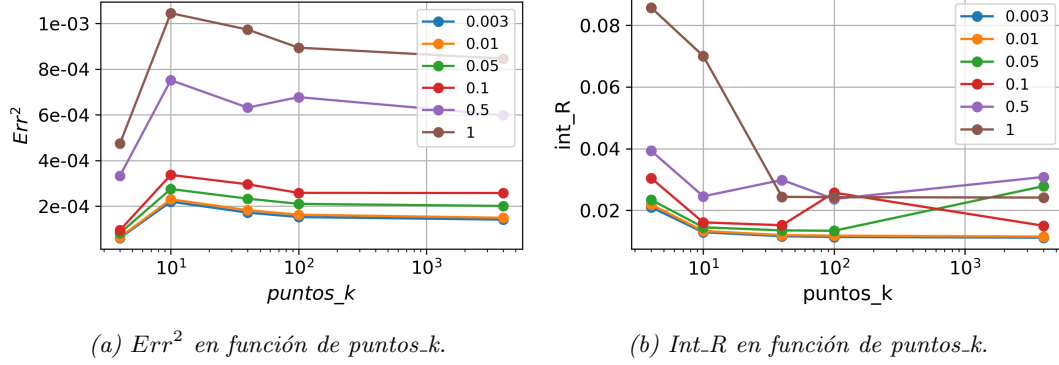 1e-03
8e-04
6e-04
4e-04
2e-04
Err²
10¹
10²
10³
puntos_k
0.003
0.01
0.05
0.1
0.5
1
(a) Err² en función de puntos_k.
0.08
0.06
0.04
0.02
int_R
10¹
10²
10³
puntos_k
0.003
0.01
0.05
0.1
0.5
1
(b) Int_R en función de puntos_k.